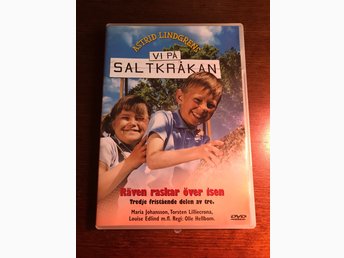 ASTRID LINDGRENS
VI PÅ
SALTKRÅKAN
Räven raskar över isen
Tredje fristående delen av tre.
Maria Johansson, Torsten Lilliecrona,
Louise Edlind m.fl. Regi: Olle Hellbom.
DVD